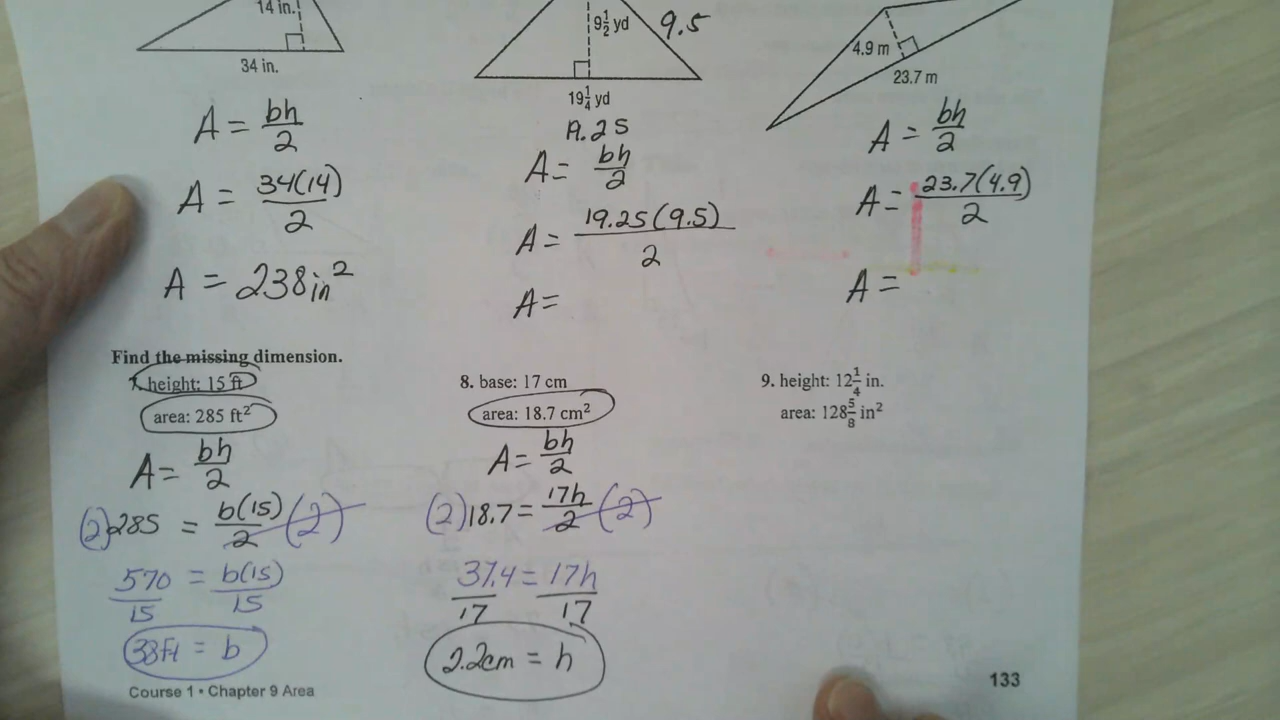 14 in.
34 in.
A = bh/2
A = 34(14)/2
A = 238 in²
9 1/2 yd
9.5
19 1/4 yd
19.25
A = bh/2
A = 19.25(9.5)/2
A =
4.9 m
23.7 m
A = bh/2
A = 23.7(4.9)/2
A =
Find the missing dimension.
height: 15 ft
area: 285 ft²
A = bh/2
(2)285 = b(15)/2 (2)
570/15 = b(15)/15
38Ft = b
8. base: 17 cm
area: 18.7 cm²
A = bh/2
(2)18.7 = 17h/2 (2)
37.4/17 = 17h/17
2.2cm = h
9. height: 12 1/4 in.
area: 128 5/8 in²
Course 1 • Chapter 9 Area
133